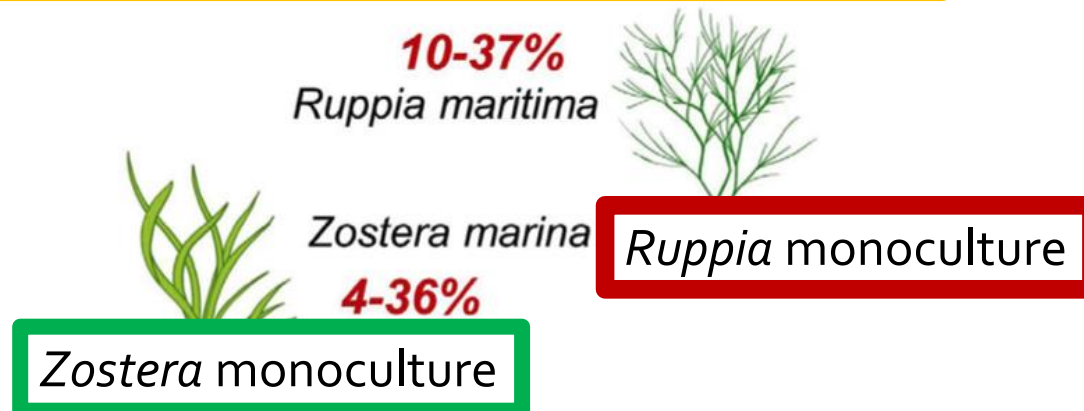 10-37%
Ruppia maritima
Zostera marina
4-36%
Ruppia monoculture
Zostera monoculture